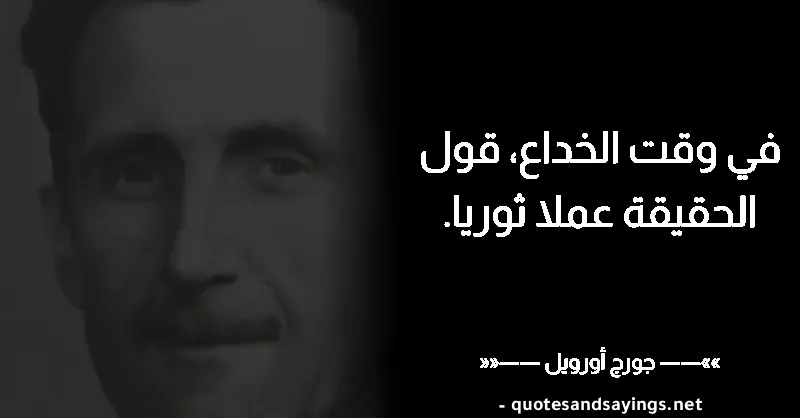 في وقت الخداع، قول
الحقيقة عملا ثوريا.
»»—— جورج أورويل ——««
- quotesandsayings.net